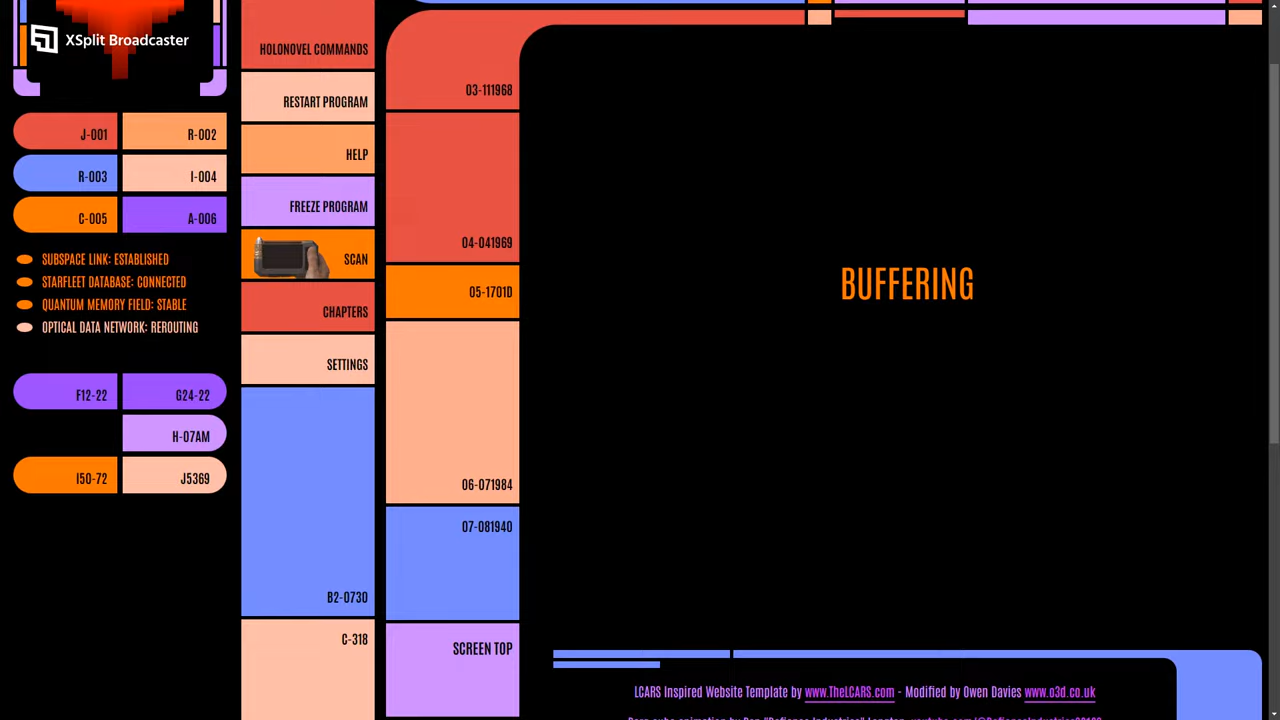 XSplit Broadcaster
J-001
R-002
R-003
I-004
C-005
A-006
SUBSPACE LINK: ESTABLISHED
STARFLEET DATABASE: CONNECTED
QUANTUM MEMORY FIELD: STABLE
OPTICAL DATA NETWORK: REROUTING
F12-22
G24-22
H-07AM
I50-72
J5369
HOLONOVEL COMMANDS
RESTART PROGRAM
HELP
FREEZE PROGRAM
SCAN
CHAPTERS
SETTINGS
B2-0730
C-318
03-111968
04-041969
05-1701D
06-071984
07-081940
SCREEN TOP
BUFFERING
LCARS Inspired Website Template by www.TheLCARS.com - Modified by Owen Davies www.o3d.co.uk